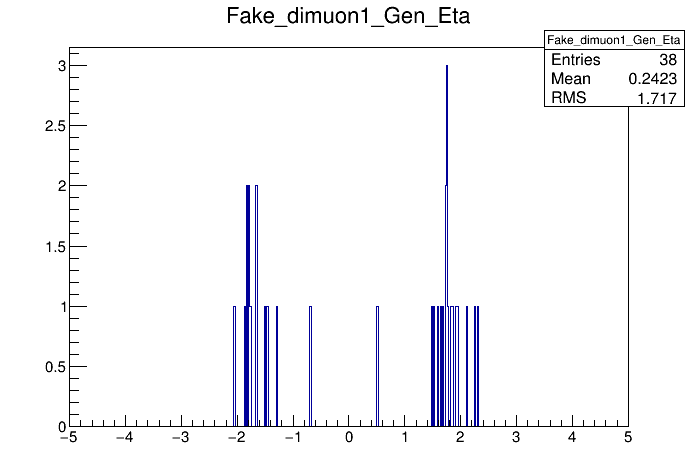 Fake_dimuon1_Gen_Eta
Fake_dimuon1_Gen_Eta
Entries 38
Mean 0.2423
RMS 1.717
3
2.5
2
1.5
1
0.5
0
−5 −4 −3 −2 −1 0 1 2 3 4 5